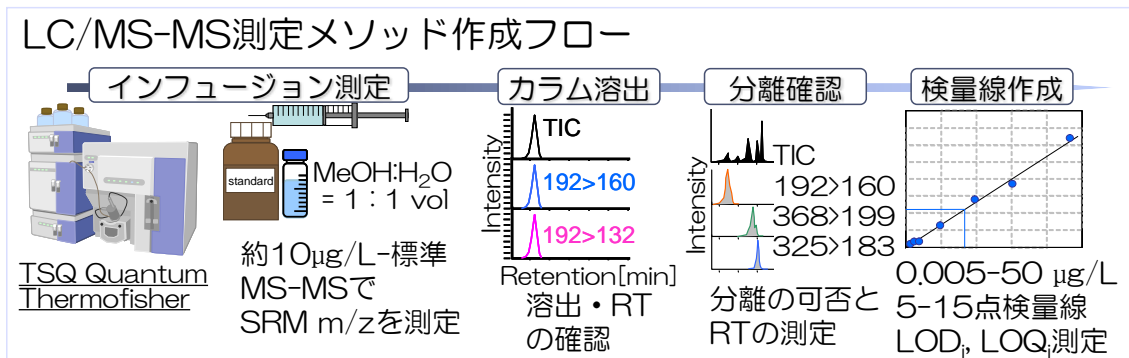 LC/MS-MS測定メソッド作成フロー
インフュージョン測定
カラム溶出
分離確認
検量線作成
standard
MeOH:H₂O
= 1：1 vol
TSQ Quantum
Thermofisher
約10μg/L-標準
MS-MSで
SRM m/zを測定
Intensity
TIC
192>160
192>132
Retention[min]
溶出・RT
の確認
Intensity
TIC
192>160
368>199
325>183
分離の可否と
RTの測定
0.005-50 μg/L
5-15点検量線
LODᵢ, LOQᵢ測定